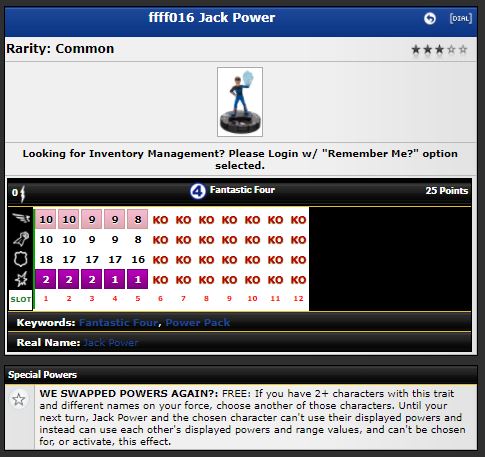 ffff016 Jack Power
[DIAL]
Rarity: Common
Looking for Inventory Management? Please Login w/ "Remember Me?" option
selected.
0 4 Fantastic Four 25 Points
10 10 9 9 8 KO KO KO KO KO KO KO
10 10 9 9 8 KO KO KO KO KO KO KO
18 17 17 17 16 KO KO KO KO KO KO KO
2 2 2 1 1 KO KO KO KO KO KO KO
SLOT 1 2 3 4 5 6 7 8 9 10 11 12
Keywords: Fantastic Four, Power Pack
Real Name: Jack Power
Special Powers
WE SWAPPED POWERS AGAIN?: FREE: If you have 2+ characters with this trait
and different names on your force, choose another of those characters. Until your
next turn, Jack Power and the chosen character can't use their displayed powers and
instead can use each other's displayed powers and range values, and can't be chosen
for, or activate, this effect.